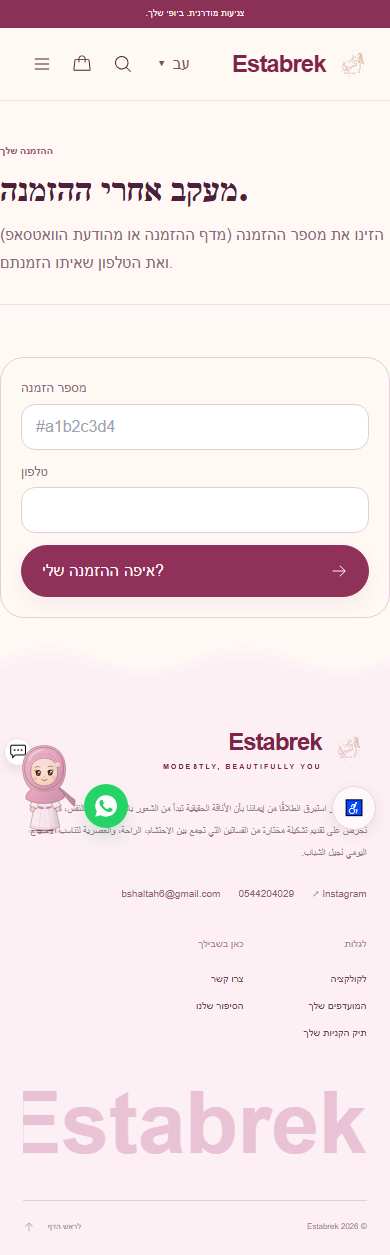 צניעות מודרנית. ביופי שלך.
Estabrek
עב
ההזמנה שלך
מעקב אחרי ההזמנה.
הזינו את מספר ההזמנה (מדף ההזמנה או מהודעת הוואטסאפ)
ואת הטלפון שאיתו הזמנתם.
מספר הזמנה
#a1b2c3d4
טלפון
איפה ההזמנה שלי?
Estabrek
MODESTLY, BEAUTIFULLY YOU
استبرق انطلاقًا من إيماننا بأن الأناقة الحقيقية تبدأ من الشعور
نحرص على تقديم تشكيلة مختارة من الفساتين التي تجمع بين الاحتشام، الراحة، والعصرية لتناسب
اليومي لجيل الشباب.
Instagram ↗ 0544204029 bshaltah6@gmail.com
לגלות
כאן בשבילך
לקולקציה
צרו קשר
המועדפים שלך
הסיפור שלנו
תיק הקניות שלך
Estabrek
© 2026 Estabrek
לראש הדף